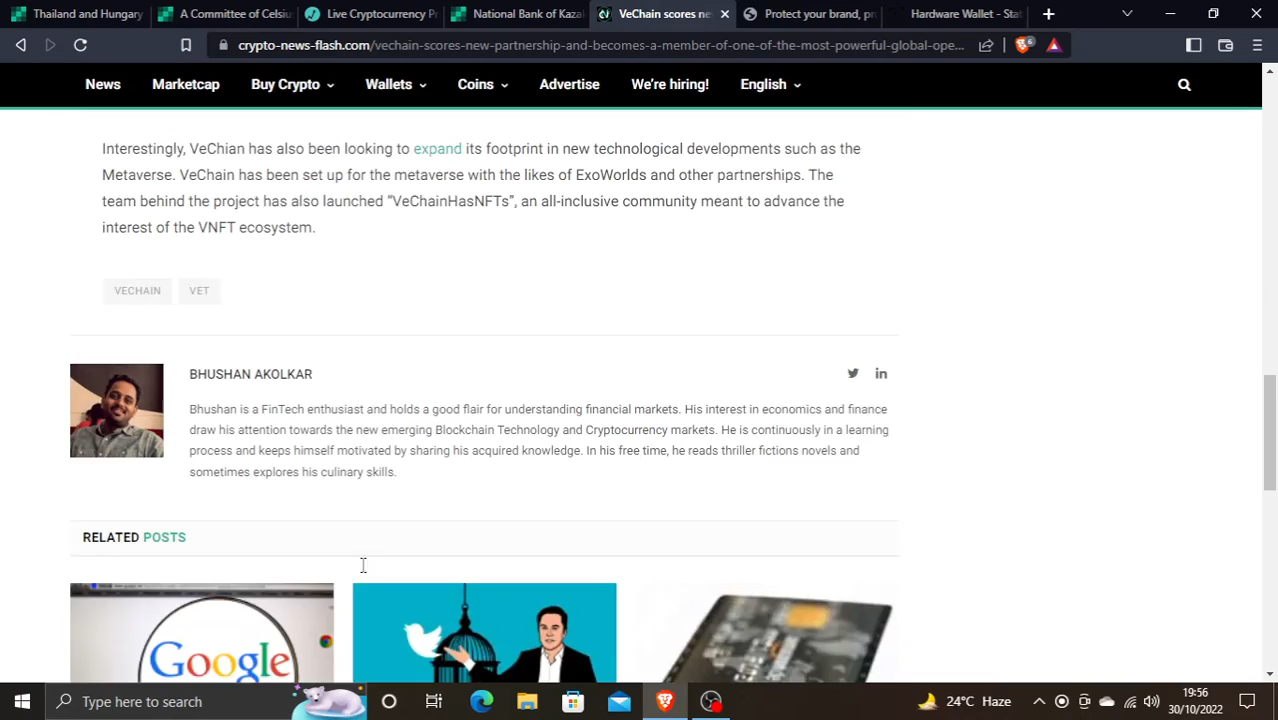 Thailand and Hungary
A Committee of Celsiu
Live Cryptocurrency Pr
National Bank of Kazak
VeChain scores ne
Protect your brand, pr
Hardware Wallet - Stat
crypto-news-flash.com/vechain-scores-new-partnership-and-becomes-a-member-of-one-of-the-most-powerful-global-ope...
6
News
Marketcap
Buy Crypto
Wallets
Coins
Advertise
We're hiring!
English
Interestingly, VeChian has also been looking to expand its footprint in new technological developments such as the
Metaverse. VeChain has been set up for the metaverse with the likes of ExoWorlds and other partnerships. The
team behind the project has also launched “VeChainHasNFTs”, an all-inclusive community meant to advance the
interest of the VNFT ecosystem.
VECHAIN
VET
BHUSHAN AKOLKAR
Bhushan is a FinTech enthusiast and holds a good flair for understanding financial markets. His interest in economics and finance
draw his attention towards the new emerging Blockchain Technology and Cryptocurrency markets. He is continuously in a learning
process and keeps himself motivated by sharing his acquired knowledge. In his free time, he reads thriller fictions novels and
sometimes explores his culinary skills.
RELATED POSTS
Google
Type here to search
24°C Haze
19:56
30/10/2022